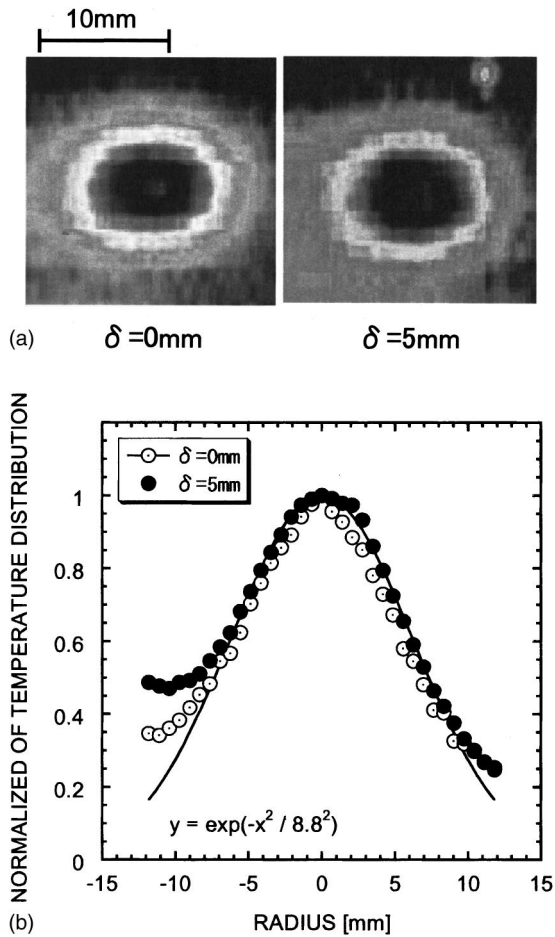 10mm
(a)
δ=0mm
δ=5mm
NORMALIZED OF TEMPERATURE DISTRIBUTION
δ=0mm
δ=5mm
1
0.8
0.6
0.4
0.2
0
y = exp(-x² / 8.8²)
-15
-10
-5
0
5
10
15
(b)
RADIUS [mm]